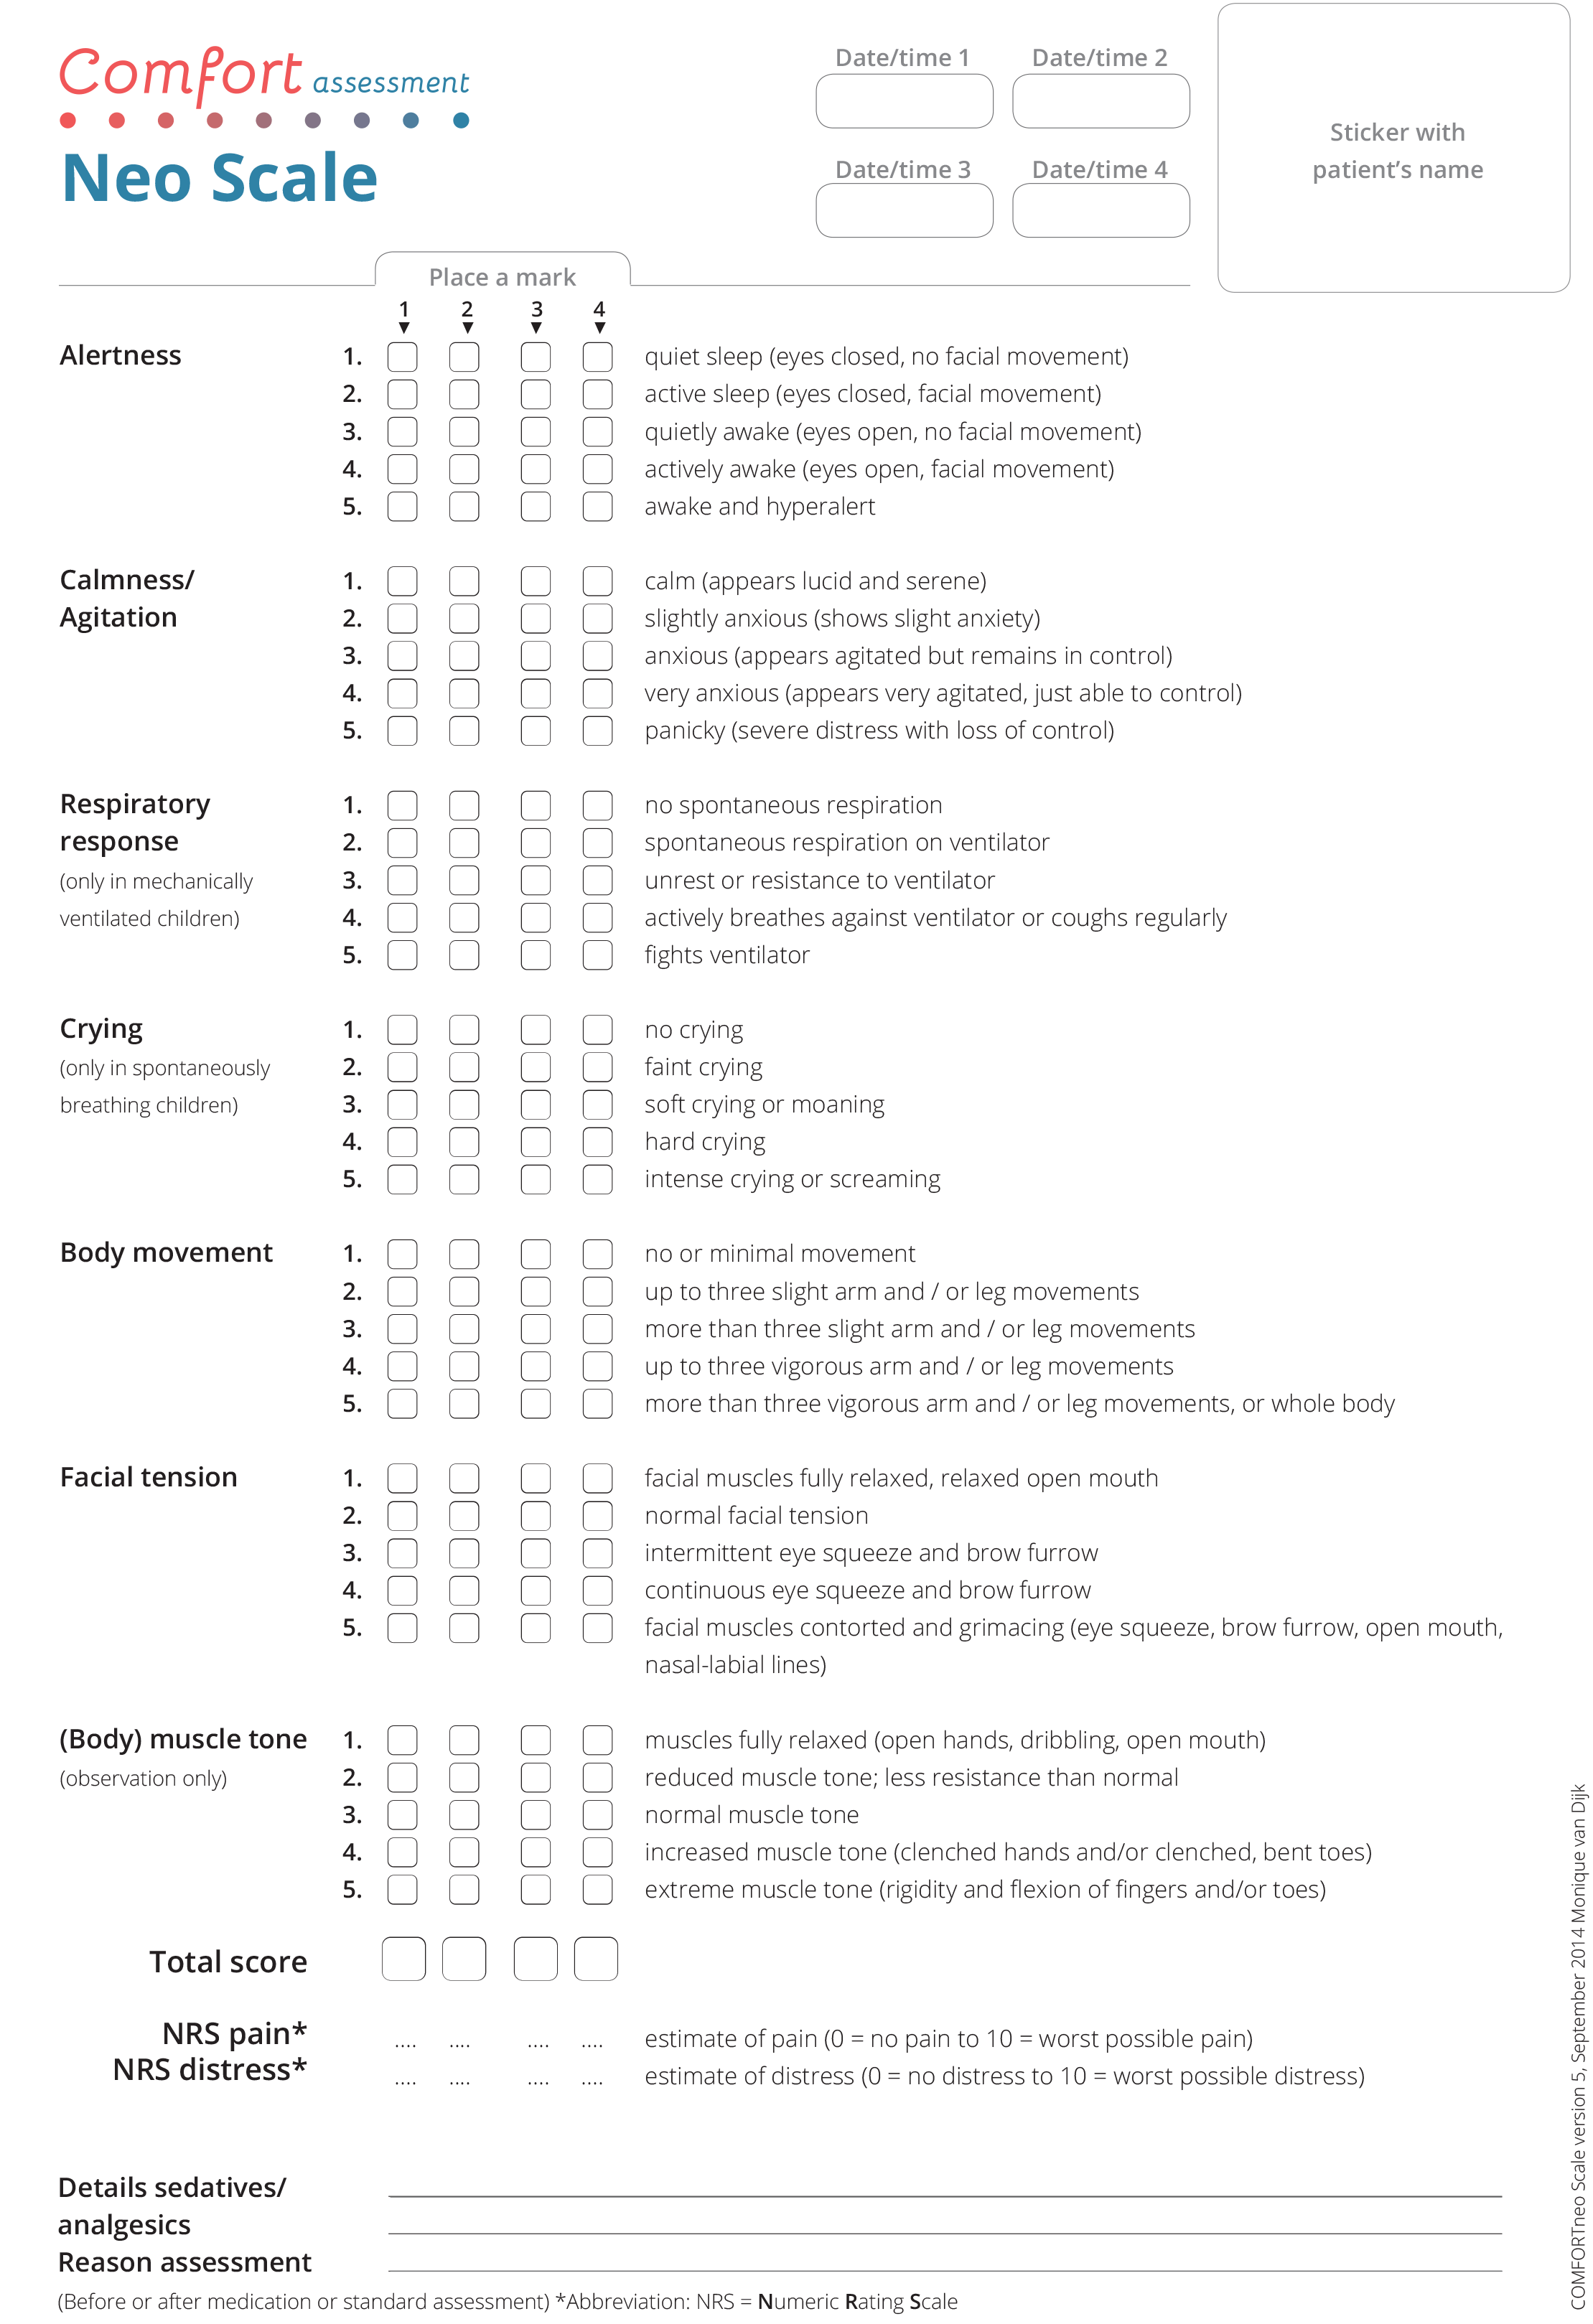 Comfort assessment
Neo Scale
Date/time 1
Date/time 2
Date/time 3
Date/time 4
Sticker with
patient’s name
Place a mark
1 2 3 4
Alertness 1. quiet sleep (eyes closed, no facial movement)
2. active sleep (eyes closed, facial movement)
3. quietly awake (eyes open, no facial movement)
4. actively awake (eyes open, facial movement)
5. awake and hyperalert
Calmness/ 1. calm (appears lucid and serene)
Agitation 2. slightly anxious (shows slight anxiety)
3. anxious (appears agitated but remains in control)
4. very anxious (appears very agitated, just able to control)
5. panicky (severe distress with loss of control)
Respiratory 1. no spontaneous respiration
response 2. spontaneous respiration on ventilator
(only in mechanically 3. unrest or resistance to ventilator
ventilated children) 4. actively breathes against ventilator or coughs regularly
5. fights ventilator
Crying 1. no crying
(only in spontaneously 2. faint crying
breathing children) 3. soft crying or moaning
4. hard crying
5. intense crying or screaming
Body movement 1. no or minimal movement
2. up to three slight arm and / or leg movements
3. more than three slight arm and / or leg movements
4. up to three vigorous arm and / or leg movements
5. more than three vigorous arm and / or leg movements, or whole body
Facial tension 1. facial muscles fully relaxed, relaxed open mouth
2. normal facial tension
3. intermittent eye squeeze and brow furrow
4. continuous eye squeeze and brow furrow
5. facial muscles contorted and grimacing (eye squeeze, brow furrow, open mouth,
nasal-labial lines)
(Body) muscle tone 1. muscles fully relaxed (open hands, dribbling, open mouth)
(observation only) 2. reduced muscle tone; less resistance than normal
3. normal muscle tone
4. increased muscle tone (clenched hands and/or clenched, bent toes)
5. extreme muscle tone (rigidity and flexion of fingers and/or toes)
Total score
NRS pain* .... .... .... .... estimate of pain (0 = no pain to 10 = worst possible pain)
NRS distress* .... .... .... .... estimate of distress (0 = no distress to 10 = worst possible distress)
Details sedatives/
analgesics
Reason assessment
(Before or after medication or standard assessment) *Abbreviation: NRS = Numeric Rating Scale
COMFORTneo Scale version 5, September 2014 Monique van Dijk